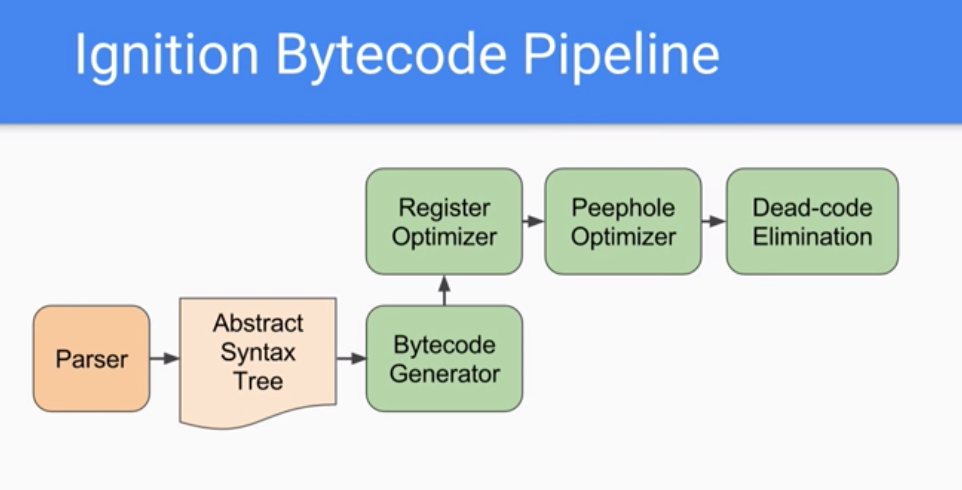 Ignition Bytecode Pipeline
Register
Optimizer
Peephole
Optimizer
Dead-code
Elimination
Parser
Abstract
Syntax
Tree
Bytecode
Generator